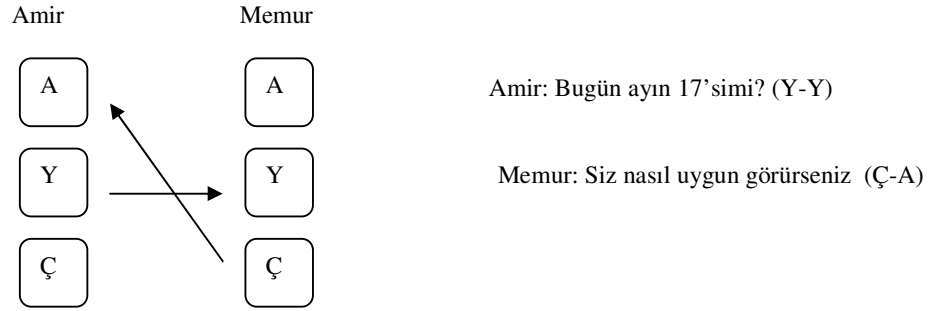 Amir Memur
A A Amir: Bugün ayın 17’simi? (Y-Y)
Y Y Memur: Siz nasıl uygun görürseniz (Ç-A)
Ç Ç